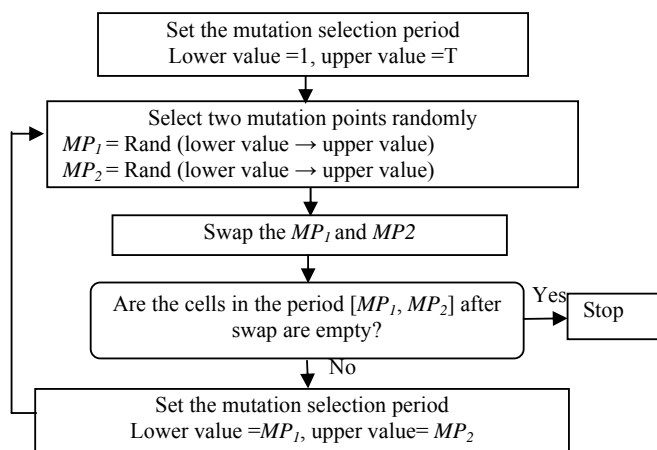 Set the mutation selection period
Lower value =1, upper value =T
Select two mutation points randomly
MP1 = Rand (lower value → upper value)
MP2 = Rand (lower value → upper value)
Swap the MP1 and MP2
Are the cells in the period [MP1, MP2] after
swap are empty?
Yes
Stop
No
Set the mutation selection period
Lower value =MP1, upper value= MP2